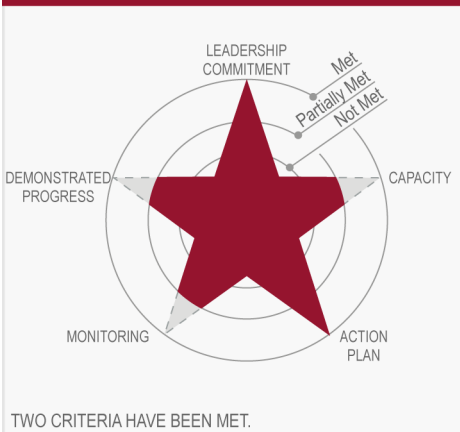 LEADERSHIP
COMMITMENT
Met
Partially Met
Not Met
DEMONSTRATED
PROGRESS
CAPACITY
MONITORING
ACTION
PLAN
TWO CRITERIA HAVE BEEN MET.